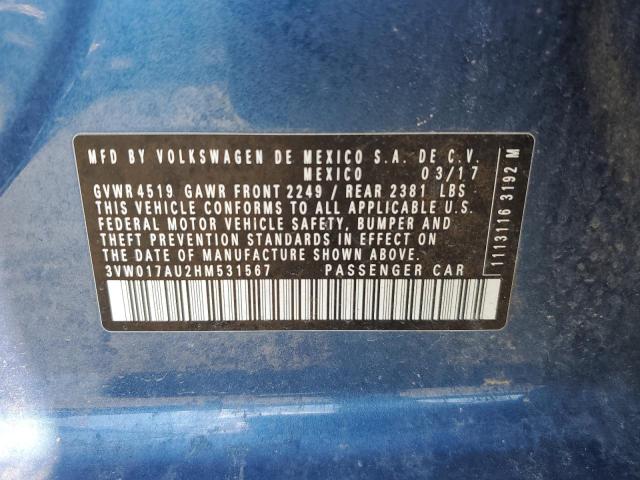 MFD BY VOLKSWAGEN DE MEXICO S.A. DE C.V.
MEXICO 03/17
GVWR 4519 GAWR FRONT 2249 / REAR 2381 LBS
THIS VEHICLE CONFORMS TO ALL APPLICABLE U.S.
FEDERAL MOTOR VEHICLE SAFETY, BUMPER AND
THEFT PREVENTION STANDARDS IN EFFECT ON
THE DATE OF MANUFACTURE SHOWN ABOVE.
3VW017AU2HM531567 PASSENGER CAR
1113116 3192 M